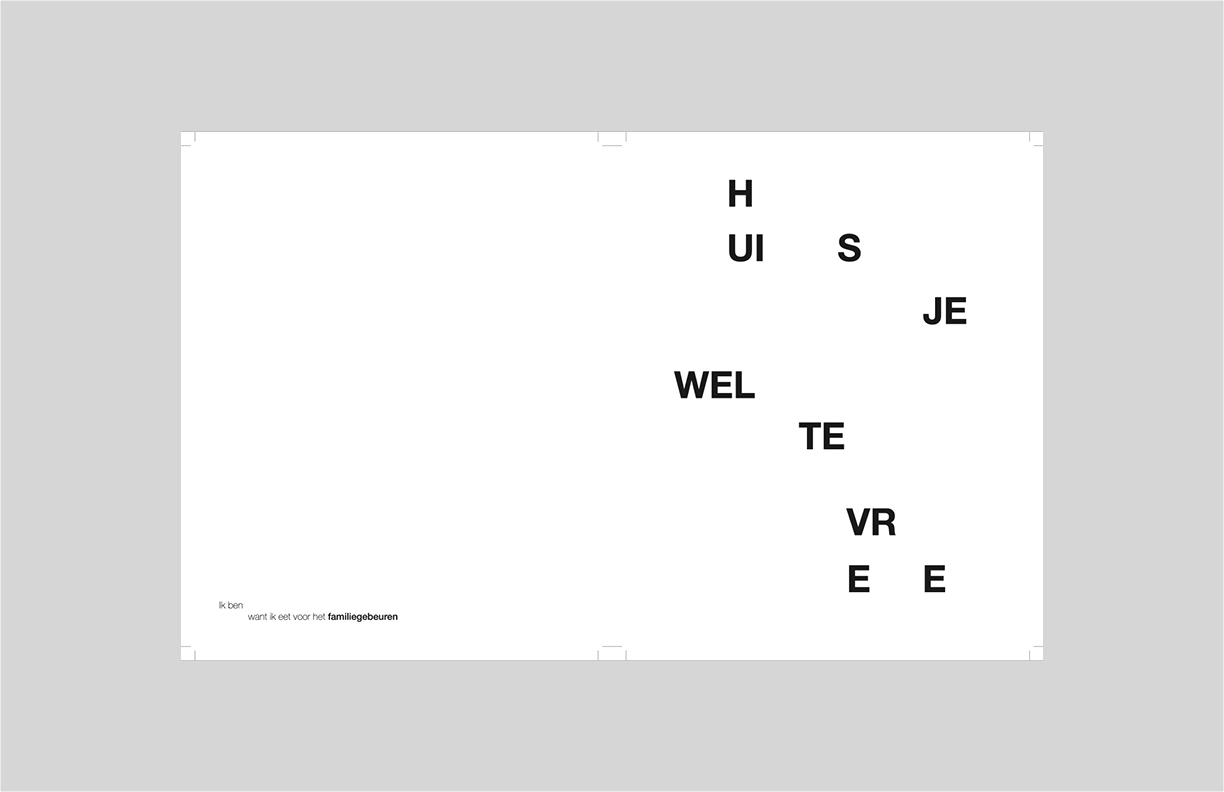 Ik ben
want ik eet voor het familiegebeuren
H
UI S
JE
WEL
TE
VR
E E